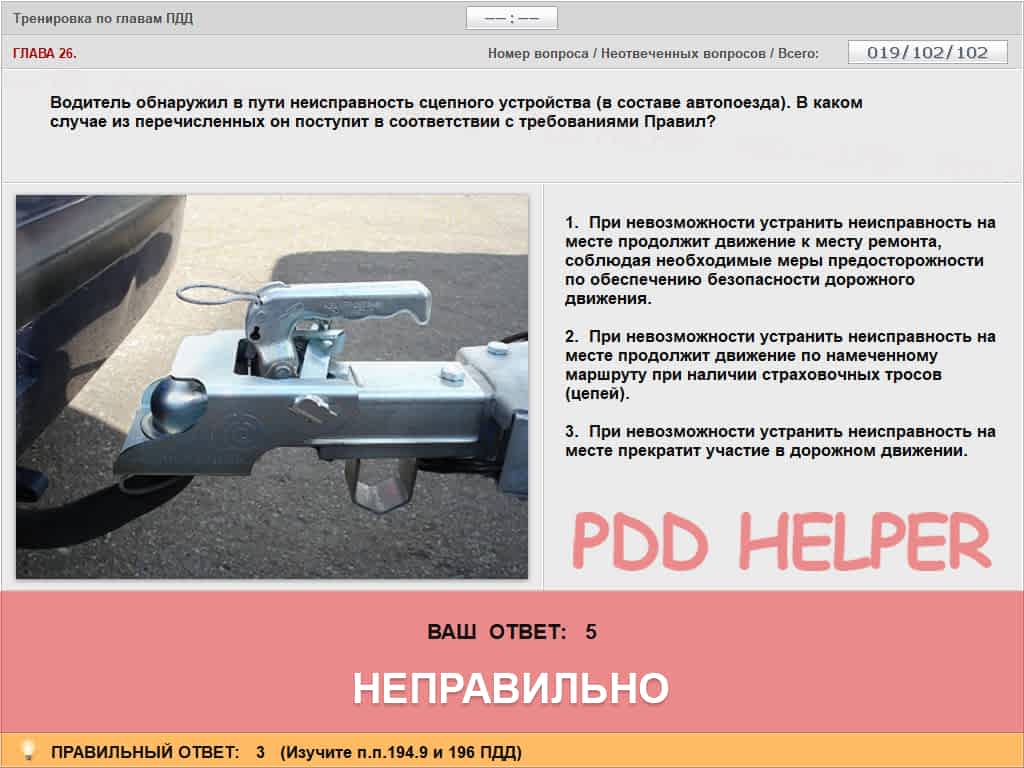 Тренировка по главам ПДД
–– : ––
ГЛАВА 26.
Номер вопроса / Неотвеченных вопросов / Всего:
019/102/102
Водитель обнаружил в пути неисправность сцепного устройства (в составе автопоезда). В каком
случае из перечисленных он поступит в соответствии с требованиями Правил?
1. При невозможности устранить неисправность на
месте продолжит движение к месту ремонта,
соблюдая необходимые меры предосторожности
по обеспечению безопасности дорожного
движения.
2. При невозможности устранить неисправность на
месте продолжит движение по намеченному
маршруту при наличии страховочных тросов
(цепей).
3. При невозможности устранить неисправность на
месте прекратит участие в дорожном движении.
PDD HELPER
ВАШ ОТВЕТ: 5
НЕПРАВИЛЬНО
ПРАВИЛЬНЫЙ ОТВЕТ: 3 (Изучите п.п.194.9 и 196 ПДД)